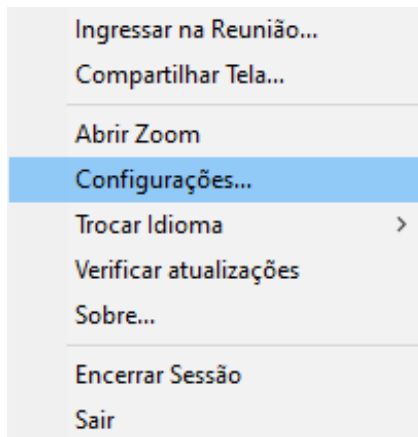 Ingressar na Reunião...
Compartilhar Tela...
Abrir Zoom
Configurações...
Trocar Idioma
Verificar atualizações
Sobre...
Encerrar Sessão
Sair